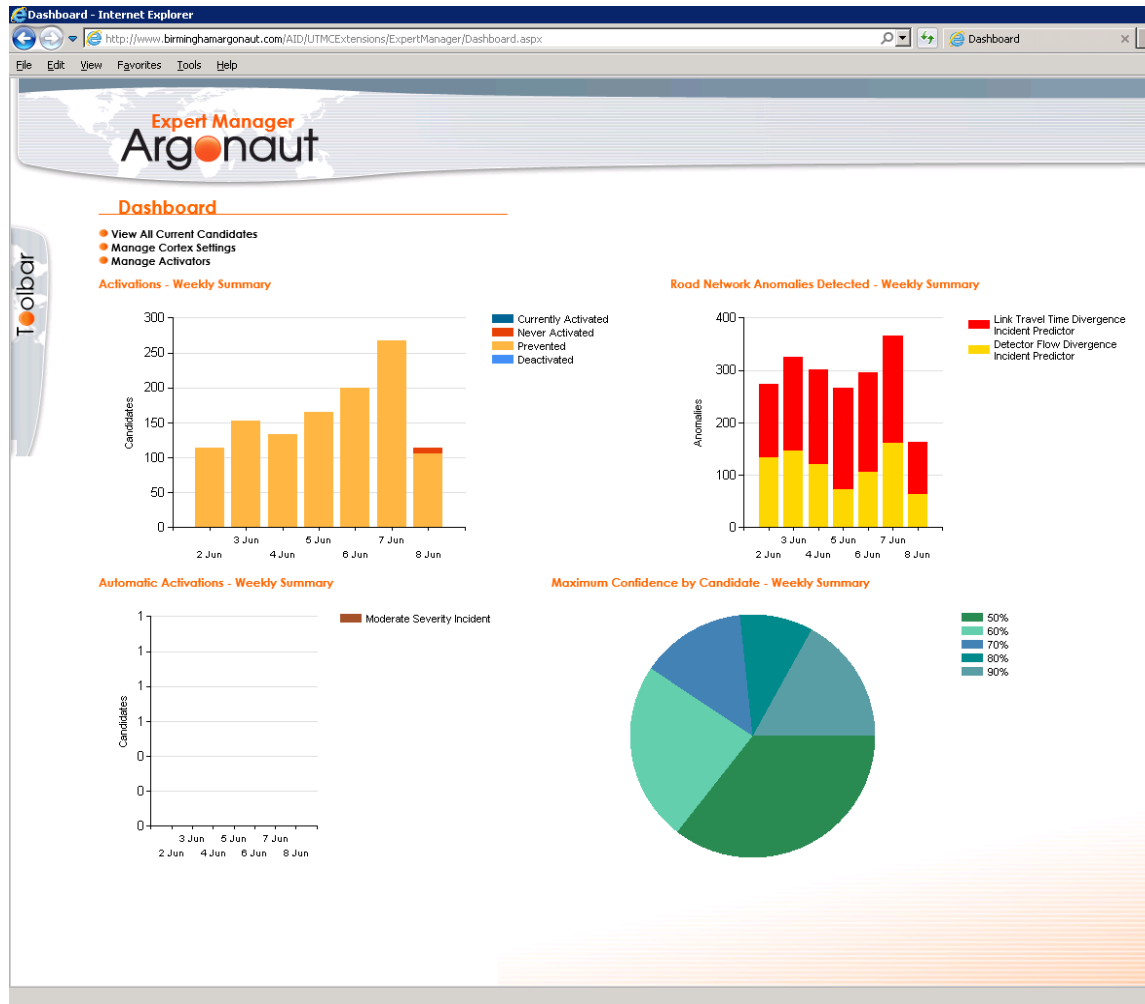 Dashboard - Internet Explorer
http://www.birminghamargonaut.com/AID/UTMCExtensions/ExpertManager/Dashboard.aspx
Dashboard
File Edit View Favorites Tools Help
Expert Manager
Argonaut
Toolbar
Dashboard
View All Current Candidates
Manage Cortex Settings
Manage Activators
Activations - Weekly Summary
300
250
200
150
100
50
0
Candidates
2 Jun 3 Jun 4 Jun 5 Jun 6 Jun 7 Jun 8 Jun
Currently Activated
Never Activated
Prevented
Deactivated
Road Network Anomalies Detected - Weekly Summary
400
300
200
100
0
Anomalies
2 Jun 3 Jun 4 Jun 5 Jun 6 Jun 7 Jun 8 Jun
Link Travel Time Divergence
Incident Predictor
Detector Flow Divergence
Incident Predictor
Automatic Activations - Weekly Summary
1
1
1
1
0
0
0
Candidates
2 Jun 3 Jun 4 Jun 5 Jun 6 Jun 7 Jun 8 Jun
Moderate Severity Incident
Maximum Confidence by Candidate - Weekly Summary
50%
60%
70%
80%
90%